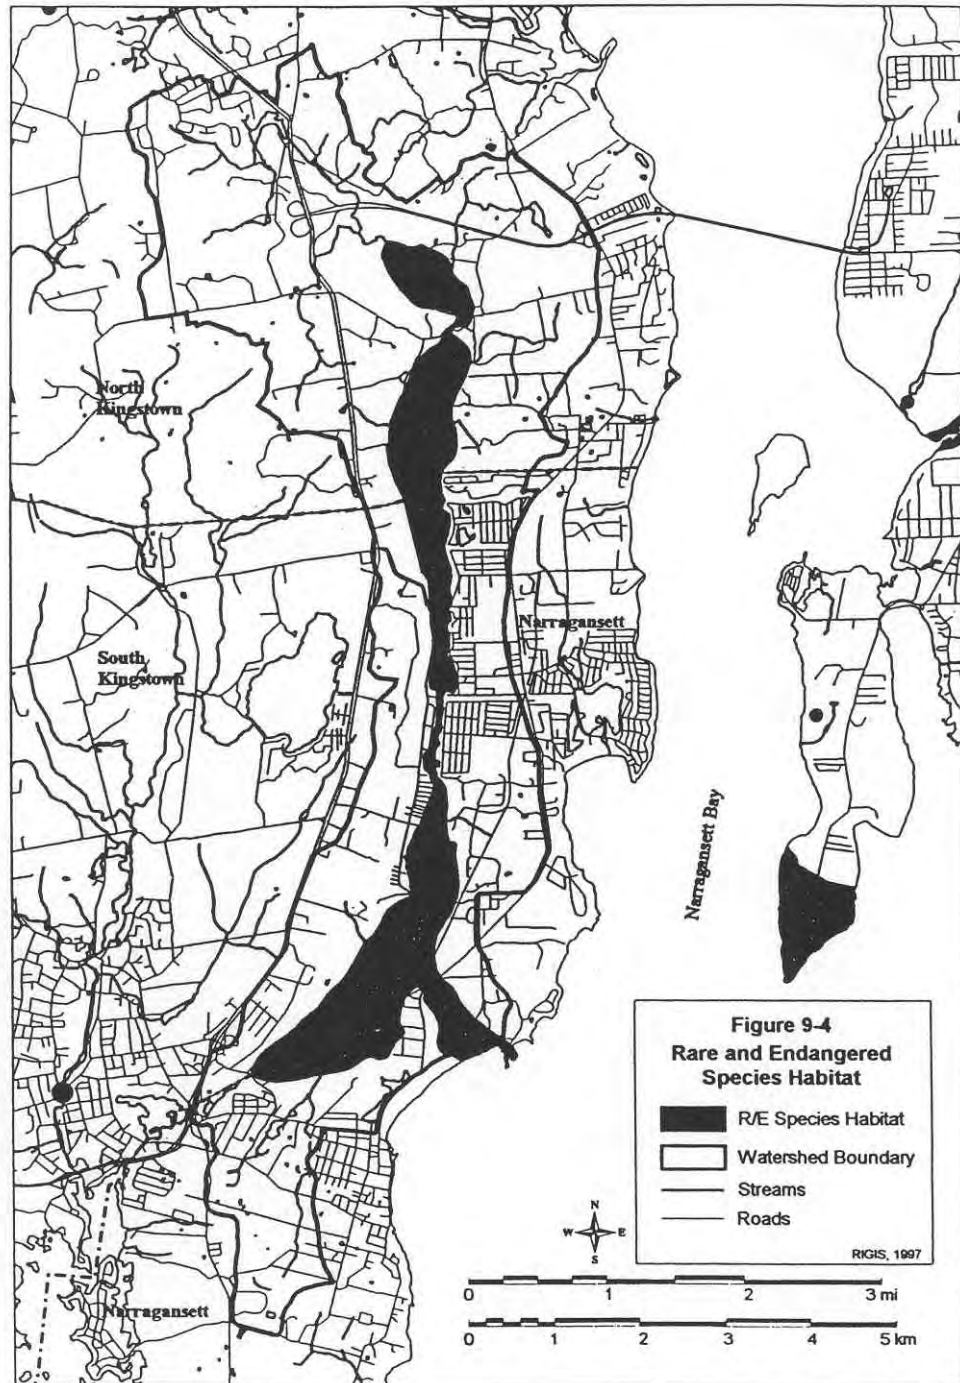 North
Kingstown
South
Kingstown
Narragansett
Narragansett Bay
Narragansett
Figure 9-4
Rare and Endangered
Species Habitat
R/E Species Habitat
Watershed Boundary
Streams
Roads
RIGIS, 1997
N
W E
S
0 1 2 3 mi
0 1 2 3 4 5 km